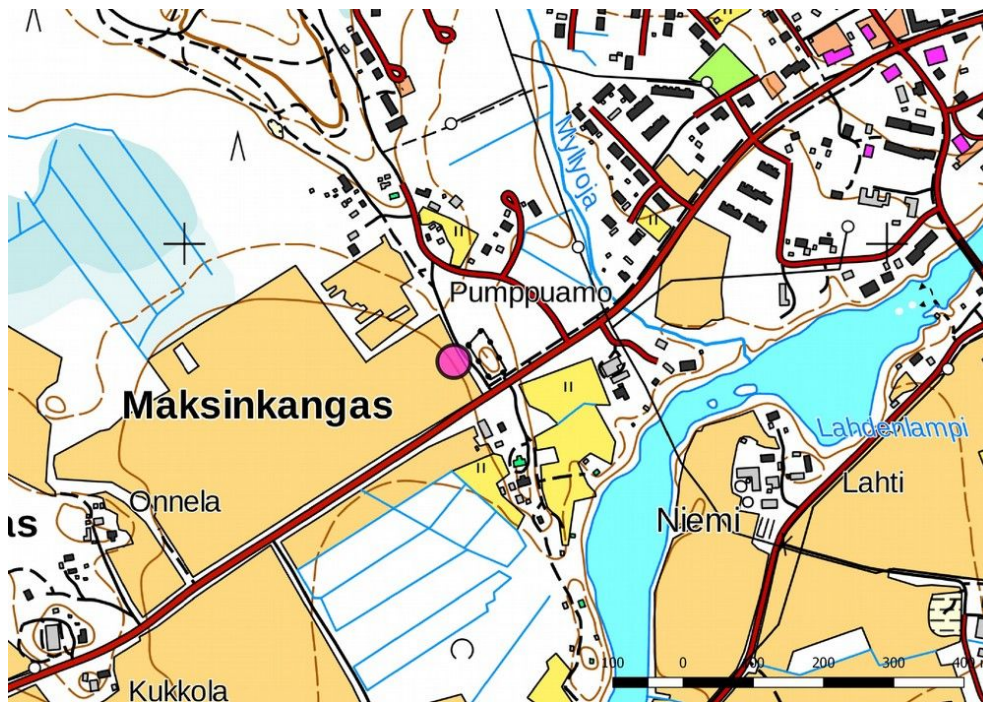 Myllyoja
Pumppuamo
Maksinkangas
Lahdenlampi
Onnela
Lahti
Niemi
as
Kukkola
100 0 100 200 300 400 m